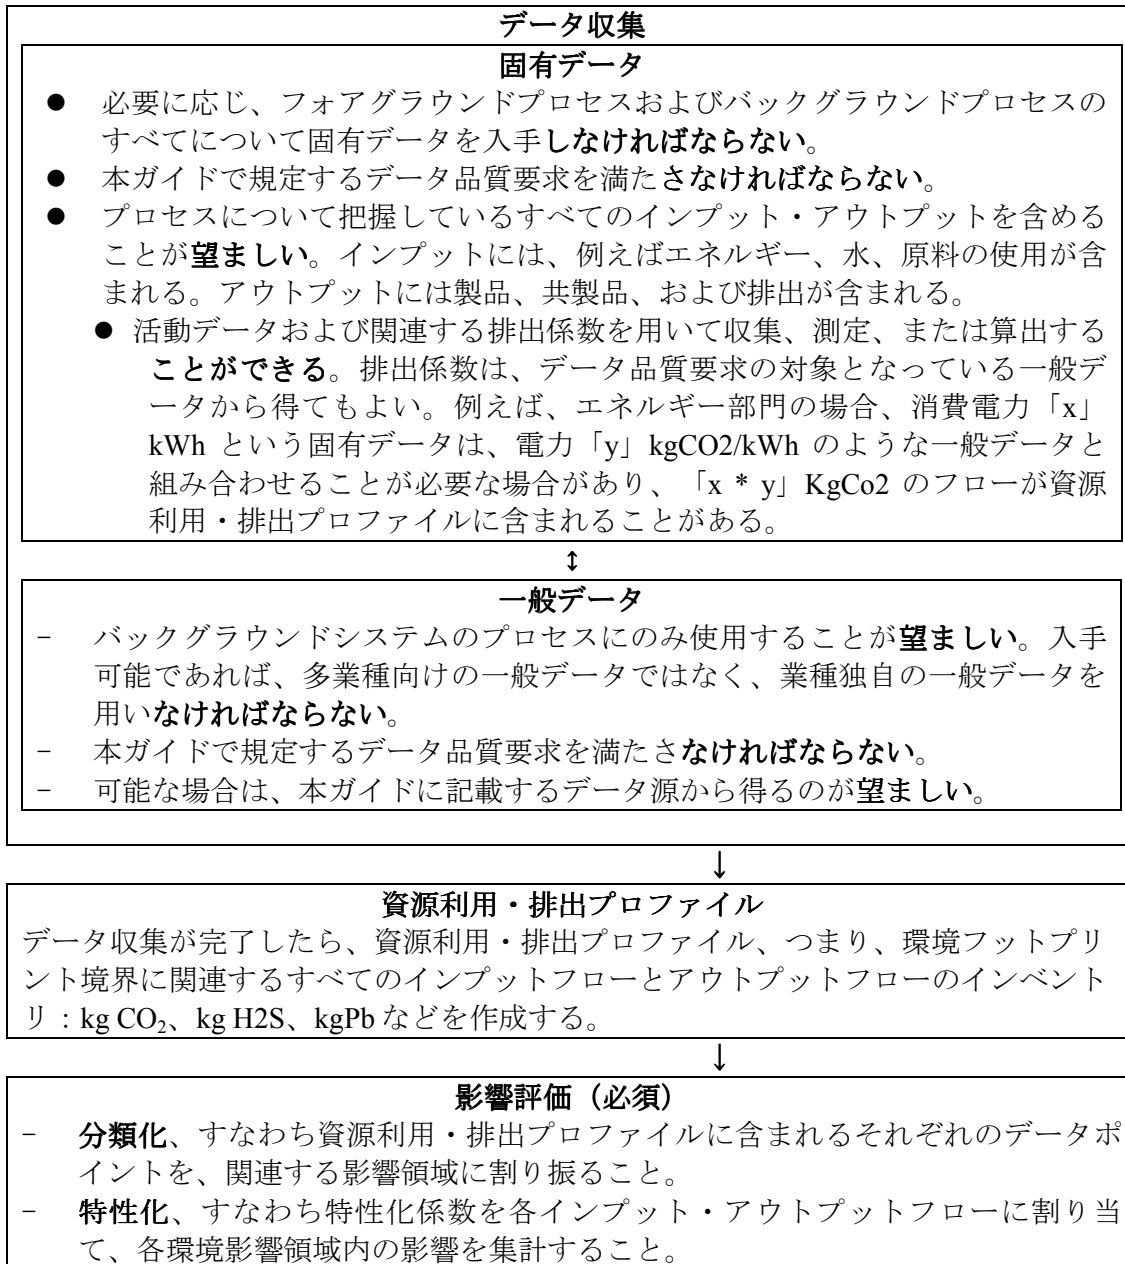 データ収集
固有データ
● 必要に応じ、フォアグラウンドプロセスおよびバックグラウンドプロセスの
すべてについて固有データを入手しなければならない。
● 本ガイドで規定するデータ品質要求を満たさなければならない。
● プロセスについて把握しているすべてのインプット・アウトプットを含める
ことが望ましい。インプットには、例えばエネルギー、水、原料の使用が含
まれる。アウトプットには製品、共製品、および排出が含まれる。
● 活動データおよび関連する排出係数を用いて収集、測定、または算出する
ことができる。排出係数は、データ品質要求の対象となっている一般デ
ータから得てもよい。例えば、エネルギー部門の場合、消費電力「x」
kWh という固有データは、電力「y」kgCO2/kWh のような一般データと
組み合わせることが必要な場合があり、「x * y」KgCo2 のフローが資源
利用・排出プロファイルに含まれることがある。
↕
一般データ
- バックグラウンドシステムのプロセスにのみ使用することが望ましい。入手
可能であれば、多業種向けの一般データではなく、業種独自の一般データを
用いなければならない。
- 本ガイドで規定するデータ品質要求を満たさなければならない。
- 可能な場合は、本ガイドに記載するデータ源から得るのが望ましい。
↓
資源利用・排出プロファイル
データ収集が完了したら、資源利用・排出プロファイル、つまり、環境フットプリ
ント境界に関連するすべてのインプットフローとアウトプットフローのインベント
リ：kg CO₂、kg H2S、kgPb などを作成する。
↓
影響評価（必須）
- 分類化、すなわち資源利用・排出プロファイルに含まれるそれぞれのデータポ
イントを、関連する影響領域に割り振ること。
- 特性化、すなわち特性化係数を各インプット・アウトプットフローに割り当
て、各環境影響領域内の影響を集計すること。